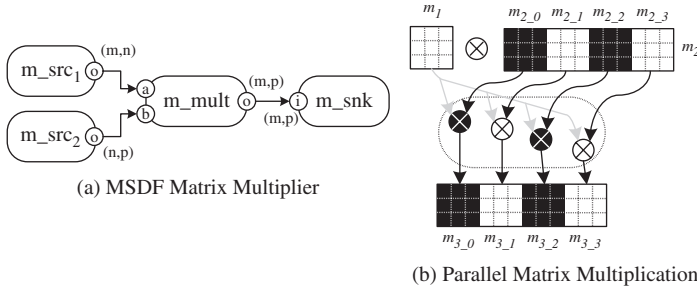 (m,n)
m_src1
o
a
m_mult
b
o
(m,p)
(m,p)
i
m_snk
m_src2
o
(n,p)
(a) MSDF Matrix Multiplier
m1
m2_0
m2_1
m2_2
m2_3
m2
m3_0
m3_1
m3_2
m3_3
(b) Parallel Matrix Multiplication